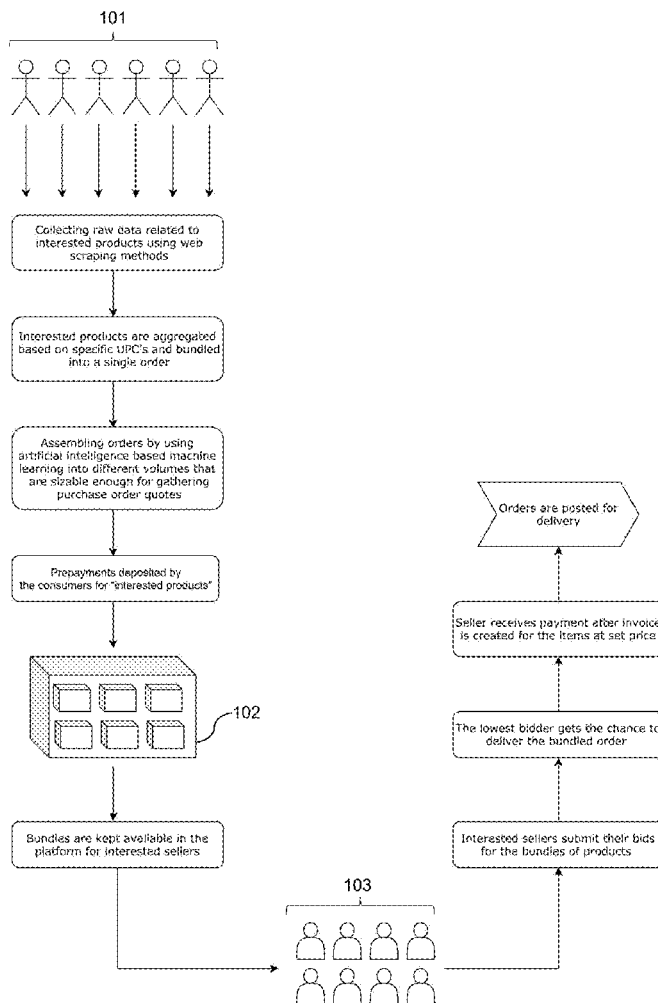 101
Collecting raw data related to
interested products using web
scraping methods
Interested products are aggregated
based on specific UPC's and bundled
into a single order
Assembling orders by using
artificial intelligence based machine
learning into different volumes that
are sizable enough for gathering
purchase order quotes
Prepayments deposited by
the consumers for "interested products"
102
Bundles are kept available in the
platform for interested sellers
103
Interested sellers submit their bids
for the bundles of products
The lowest bidder gets the chance to
deliver the bundled order
Seller receives payment after invoice
is created for the items at set price
Orders are posted for
delivery